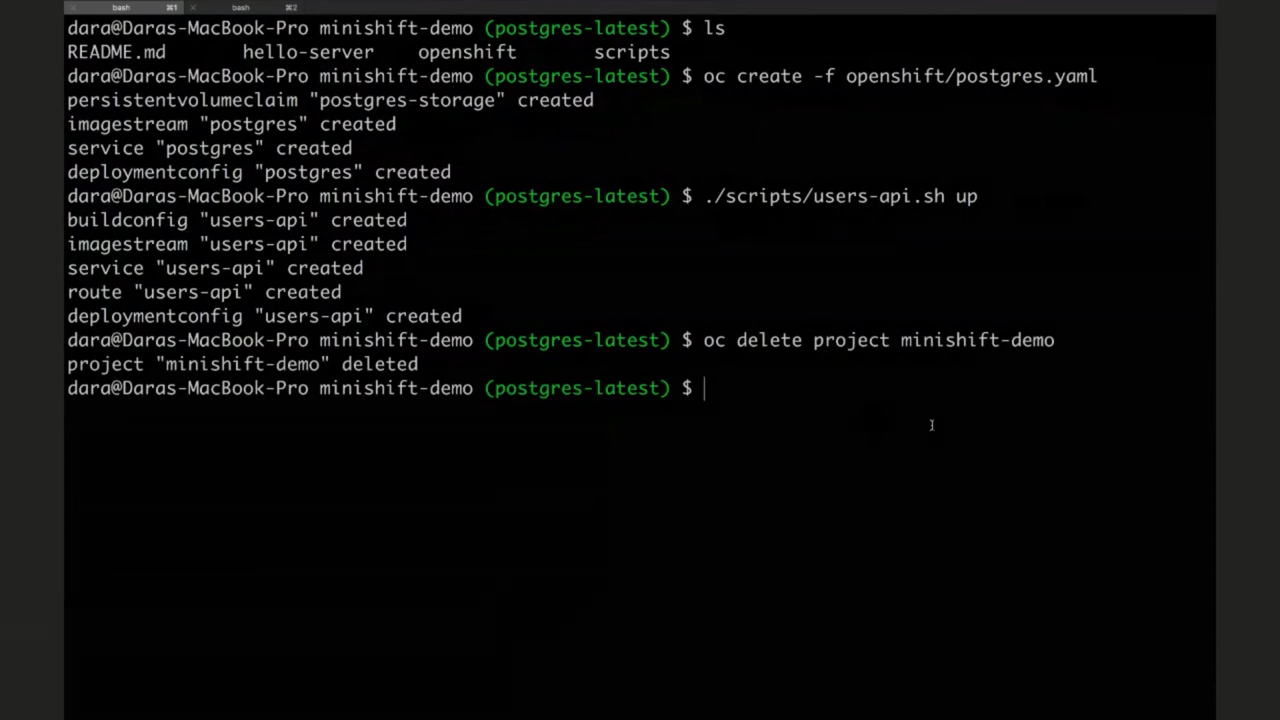 bash ⌘1 bash ⌘2
dara@Daras-MacBook-Pro minishift-demo (postgres-latest) $ ls
README.md hello-server openshift scripts
dara@Daras-MacBook-Pro minishift-demo (postgres-latest) $ oc create -f openshift/postgres.yaml
persistentvolumeclaim "postgres-storage" created
imagestream "postgres" created
service "postgres" created
deploymentconfig "postgres" created
dara@Daras-MacBook-Pro minishift-demo (postgres-latest) $ ./scripts/users-api.sh up
buildconfig "users-api" created
imagestream "users-api" created
service "users-api" created
route "users-api" created
deploymentconfig "users-api" created
dara@Daras-MacBook-Pro minishift-demo (postgres-latest) $ oc delete project minishift-demo
project "minishift-demo" deleted
dara@Daras-MacBook-Pro minishift-demo (postgres-latest) $